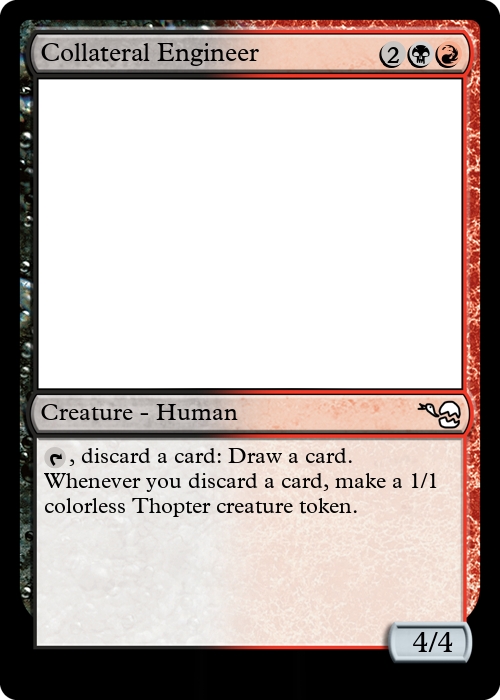 Collateral Engineer 2
Creature - Human
, discard a card: Draw a card.
Whenever you discard a card, make a 1/1
colorless Thopter creature token.
4/4